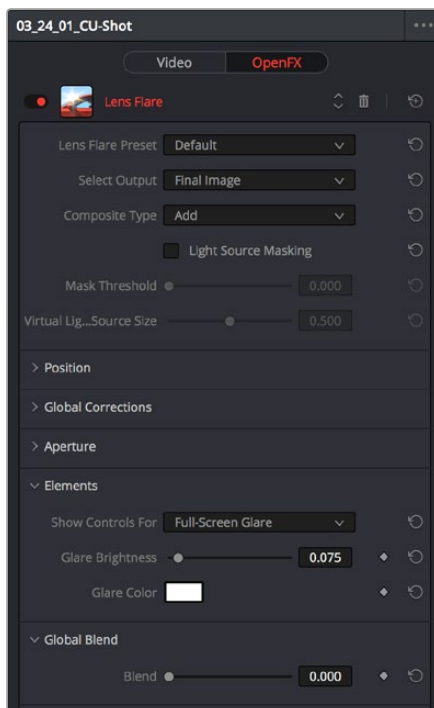 03_24_01_CU-Shot
Video
OpenFX
Lens Flare
Lens Flare Preset Default
Select Output Final Image
Composite Type Add
Light Source Masking
Mask Threshold 0.000
Virtual Lig...Source Size 0.500
Position
Global Corrections
Aperture
Elements
Show Controls For Full-Screen Glare
Glare Brightness 0.075
Glare Color
Global Blend
Blend 0.000